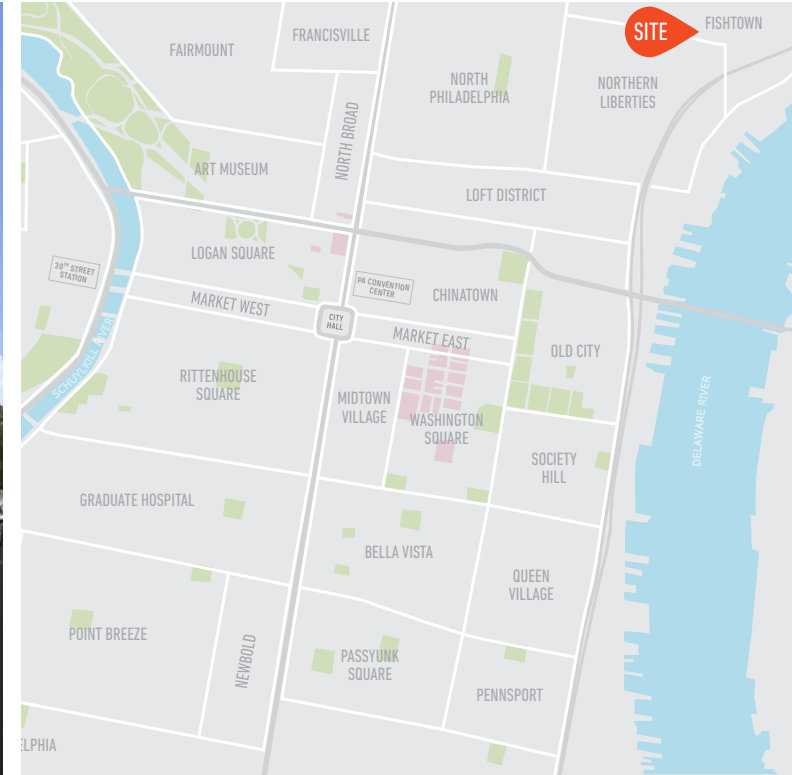 SITE
FISHTOWN
FRANCISVILLE
FAIRMOUNT
NORTH
PHILADELPHIA
NORTHERN
LIBERTIES
NORTH BROAD
ART MUSEUM
LOFT DISTRICT
LOGAN SQUARE
30TH STREET
STATION
PA CONVENTION
CENTER
CHINATOWN
MARKET WEST
CITY
HALL
MARKET EAST
OLD CITY
SCHUYLKILL RIVER
RITTENHOUSE
SQUARE
MIDTOWN
VILLAGE
WASHINGTON
SQUARE
DELAWARE RIVER
SOCIETY
HILL
GRADUATE HOSPITAL
BELLA VISTA
QUEEN
VILLAGE
POINT BREEZE
NEWBOLD
PASSYUNK
SQUARE
PENNSPORT
ELPHIA